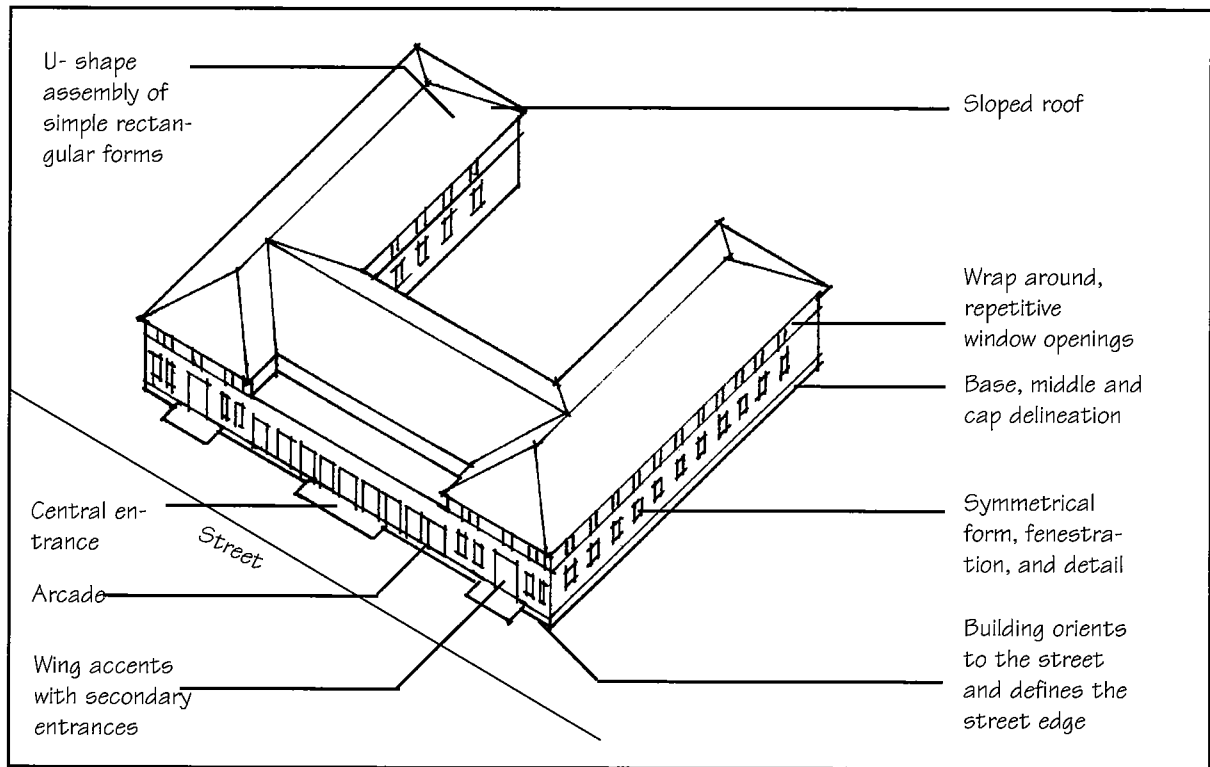 U- shape
assembly of
simple rectan-
gular forms
Sloped roof
Wrap around,
repetitive
window openings
Base, middle and
cap delineation
Central en-
trance
Street
Symmetrical
form, fenestra-
tion, and detail
Arcade
Wing accents
with secondary
entrances
Building orients
to the street
and defines the
street edge